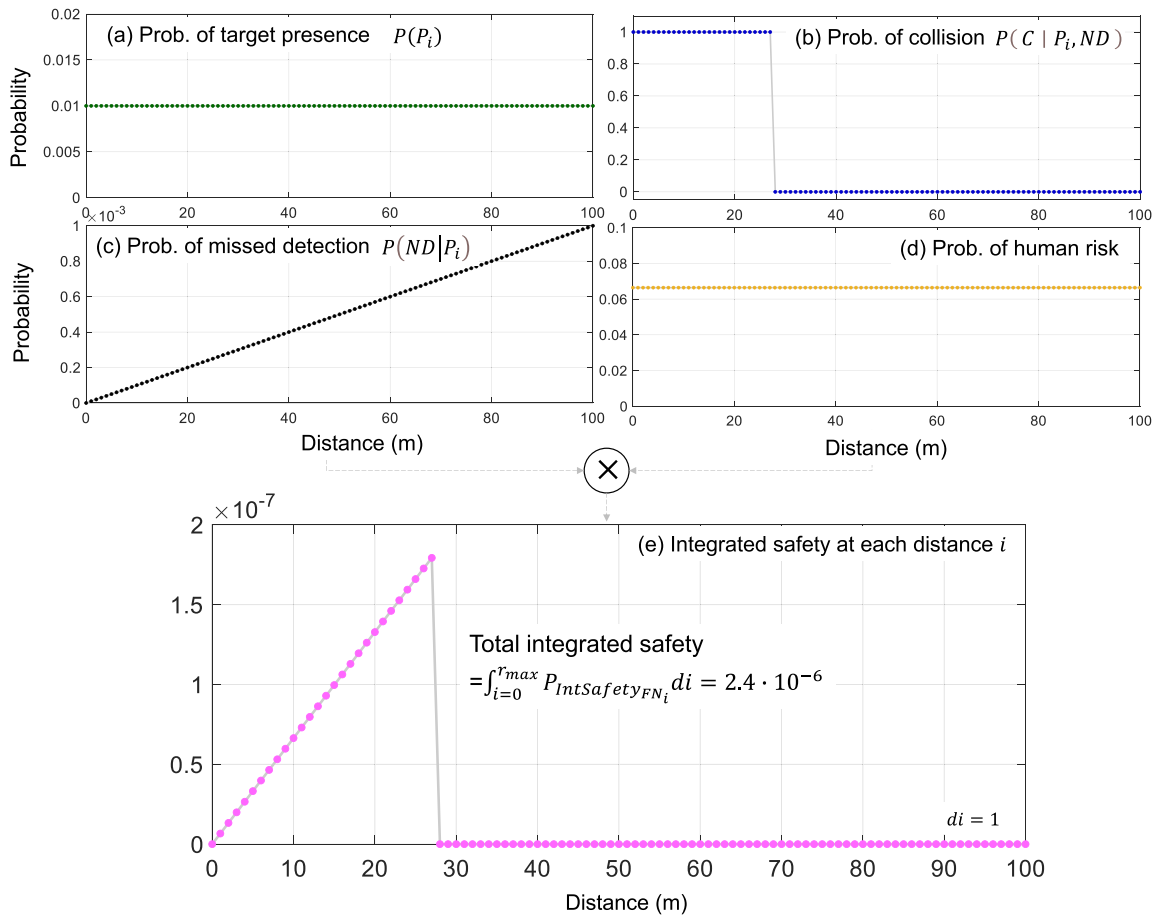 (a) Prob. of target presence P(P_i)
0.02
0.015
0.01
0.005
0
Probability
0 20 40 60 80 100
(b) Prob. of collision P( C | P_i, ND )
1
0.8
0.6
0.4
0.2
0
0 20 40 60 80 100
×10^-3
(c) Prob. of missed detection P(ND|P_i)
1
0.8
0.6
0.4
0.2
0
Probability
0 20 40 60 80 100
Distance (m)
(d) Prob. of human risk
0.1
0.08
0.06
0.04
0.02
0
0 20 40 60 80 100
Distance (m)
×
×10^-7
(e) Integrated safety at each distance i
2
1.5
1
0.5
0
Total integrated safety
=∫_{i=0}^{r_max} P_{IntSafety_{FN_i}} di = 2.4 · 10^-6
di = 1
0 10 20 30 40 50 60 70 80 90 100
Distance (m)